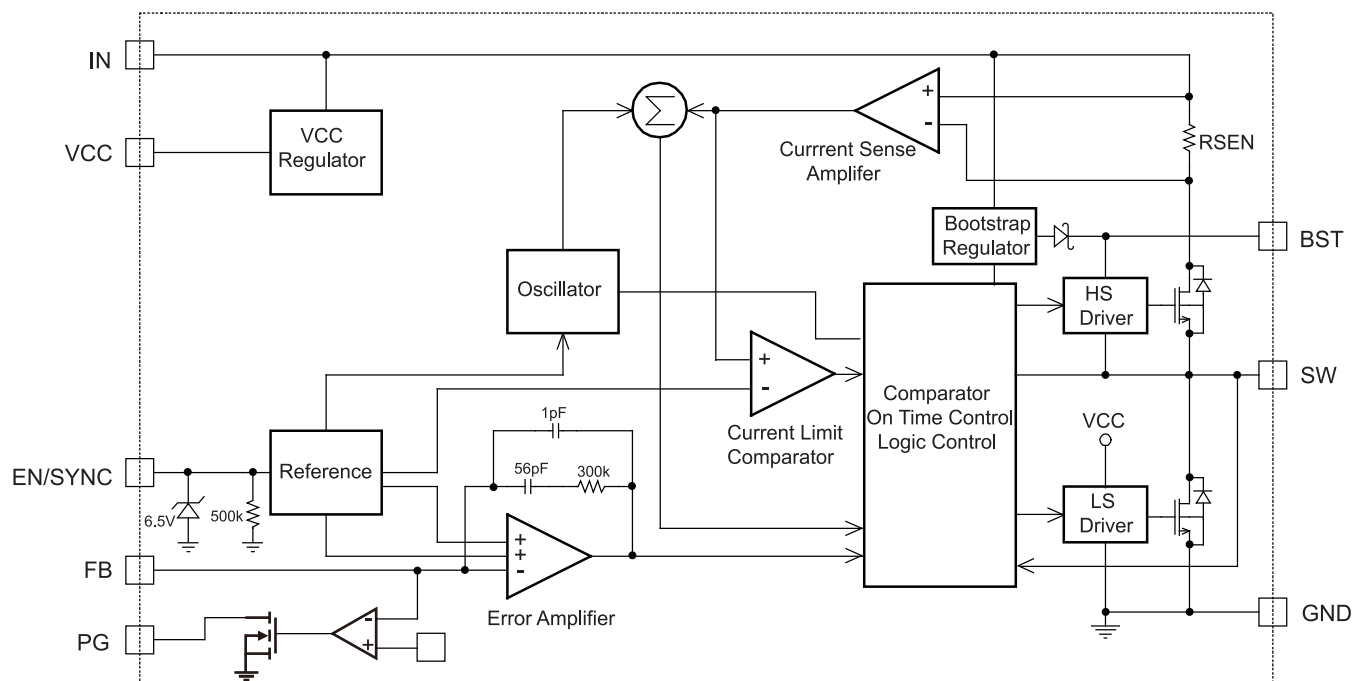 IN
VCC
Regulator
VCC
Σ
+
-
Currrent Sense
Amplifer
RSEN
Bootstrap
Regulator
BST
Oscillator
HS
Driver
+
-
Current Limit
Comparator
Comparator
On Time Control
Logic Control
SW
VCC
1pF
56pF
300k
EN/SYNC
Reference
6.5V
500k
LS
Driver
+
+
-
Error Amplifier
FB
PG
-
+
GND